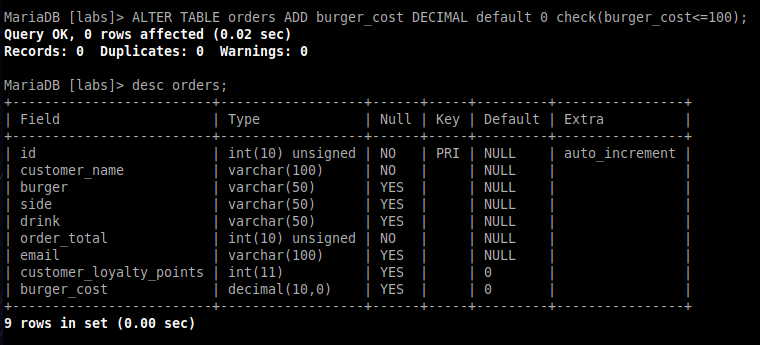 MariaDB [labs]> ALTER TABLE orders ADD burger_cost DECIMAL default 0 check(burger_cost<=100);
Query OK, 0 rows affected (0.02 sec)
Records: 0  Duplicates: 0  Warnings: 0

MariaDB [labs]> desc orders;
+-------------------------+------------------+------+-----+---------+----------------+
| Field                   | Type             | Null | Key | Default | Extra          |
+-------------------------+------------------+------+-----+---------+----------------+
| id                      | int(10) unsigned | NO   | PRI | NULL    | auto_increment |
| customer_name           | varchar(100)     | NO   |     | NULL    |                |
| burger                  | varchar(50)      | YES  |     | NULL    |                |
| side                    | varchar(50)      | YES  |     | NULL    |                |
| drink                   | varchar(50)      | YES  |     | NULL    |                |
| order_total             | int(10) unsigned | NO   |     | NULL    |                |
| email                   | varchar(100)     | YES  |     | NULL    |                |
| customer_loyalty_points | int(11)          | YES  |     | 0       |                |
| burger_cost             | decimal(10,0)    | YES  |     | 0       |                |
+-------------------------+------------------+------+-----+---------+----------------+
9 rows in set (0.00 sec)